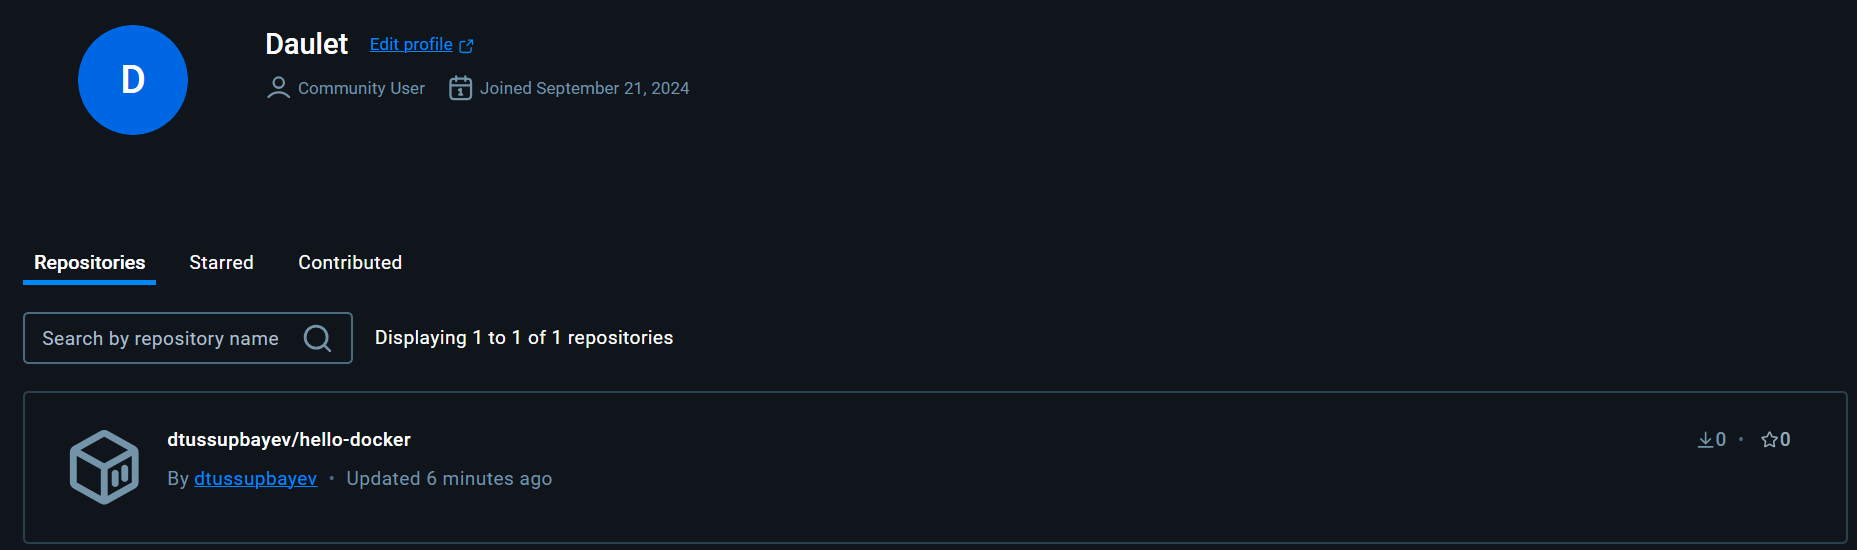 D
Daulet Edit profile
Community User Joined September 21, 2024
Repositories Starred Contributed
Search by repository name Displaying 1 to 1 of 1 repositories
dtussupbayev/hello-docker 0 • 0
By dtussupbayev • Updated 6 minutes ago